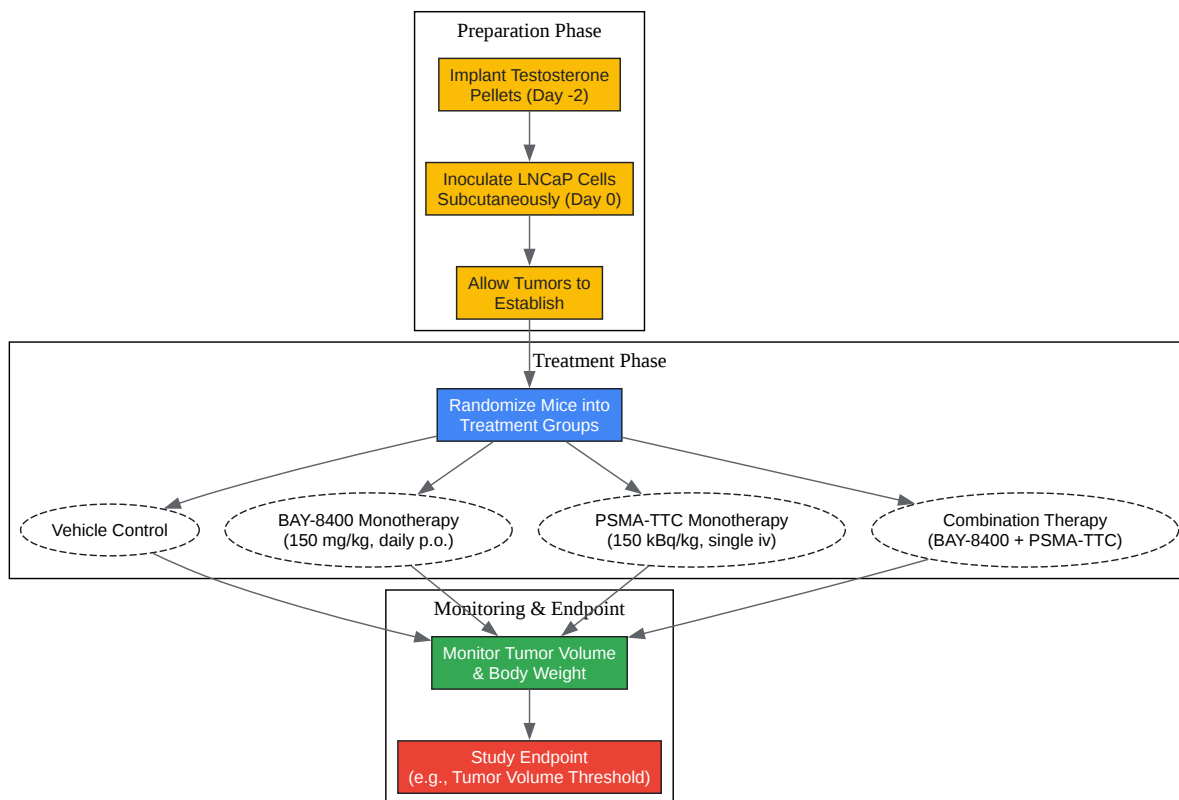 Preparation Phase
Implant Testosterone
Pellets (Day -2)
Inoculate LNCaP Cells
Subcutaneously (Day 0)
Allow Tumors to
Establish
Treatment Phase
Randomize Mice into
Treatment Groups
Vehicle Control
BAY-8400 Monotherapy
(150 mg/kg, daily p.o.)
PSMA-TTC Monotherapy
(150 kBq/kg, single iv)
Combination Therapy
(BAY-8400 + PSMA-TTC)
Monitoring & Endpoint
Monitor Tumor Volume
& Body Weight
Study Endpoint
(e.g., Tumor Volume Threshold)